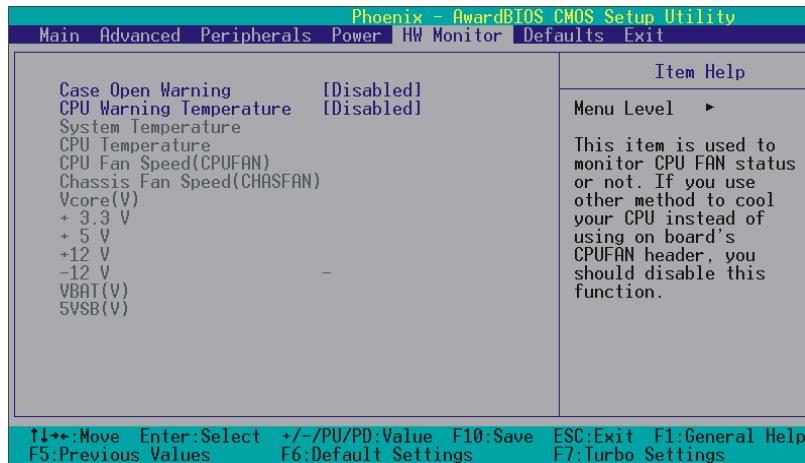 Phoenix - AwardBIOS CMOS Setup Utility
Main Advanced Peripherals Power HW Monitor Defaults Exit
Case Open Warning [Disabled]
CPU Warning Temperature [Disabled]
System Temperature
CPU Temperature
CPU Fan Speed(CPUFAN)
Chassis Fan Speed(CHASFAN)
Vcore(V)
+ 3.3 V
+ 5 V
+12 V
-12 V -
VBAT(V)
5VSB(V)
Item Help
Menu Level ►
This item is used to
monitor CPU FAN status
or not. If you use
other method to cool
your CPU instead of
using on board's
CPUFAN header, you
should disable this
function.
↑↓→←:Move Enter:Select +/-/PU/PD:Value F10:Save ESC:Exit F1:General Help
F5:Previous Values F6:Default Settings F7:Turbo Settings